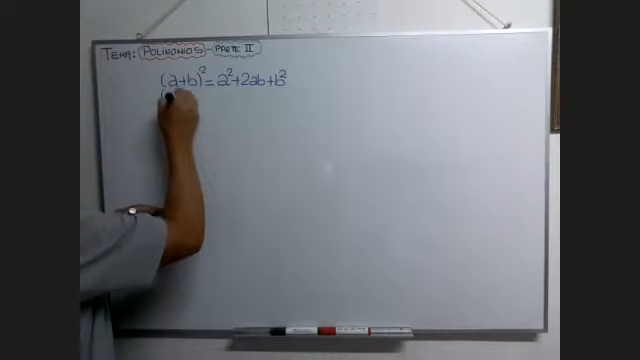 TEMA: POLINOMIOS - PARTE II
(a+b)² = a²+2ab+b²
(